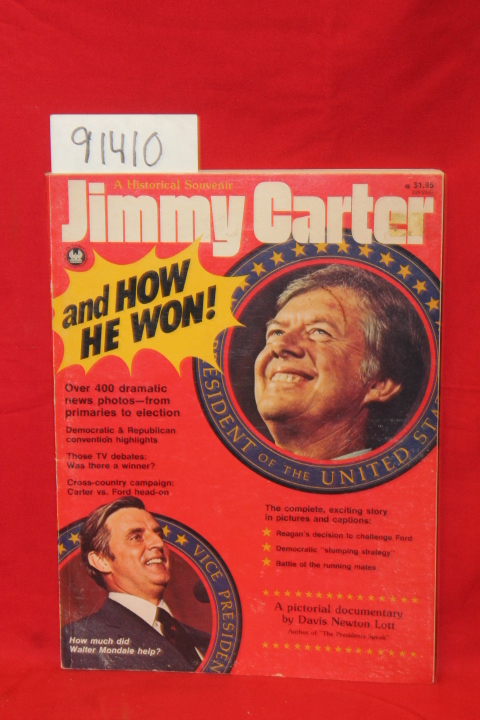 91410
A Historical Souvenir
$1.95
Jimmy Carter
and HOW
HE WON!
Over 400 dramatic
news photos—from
primaries to election
Democratic & Republican
convention highlights
Those TV debates:
Was there a winner?
Cross-country campaign:
Carter vs. Ford head-on
PRESIDENT OF THE UNITED STA
The complete, exciting story
in pictures and captions:
Reagan's decision to challenge Ford
Democratic "slumping strategy"
Battle of the running mates
VICE PRESIDEN
How much did
Walter Mondale help?
A pictorial documentary
by Davis Newton Lott
Author of "The Presidents Speak"